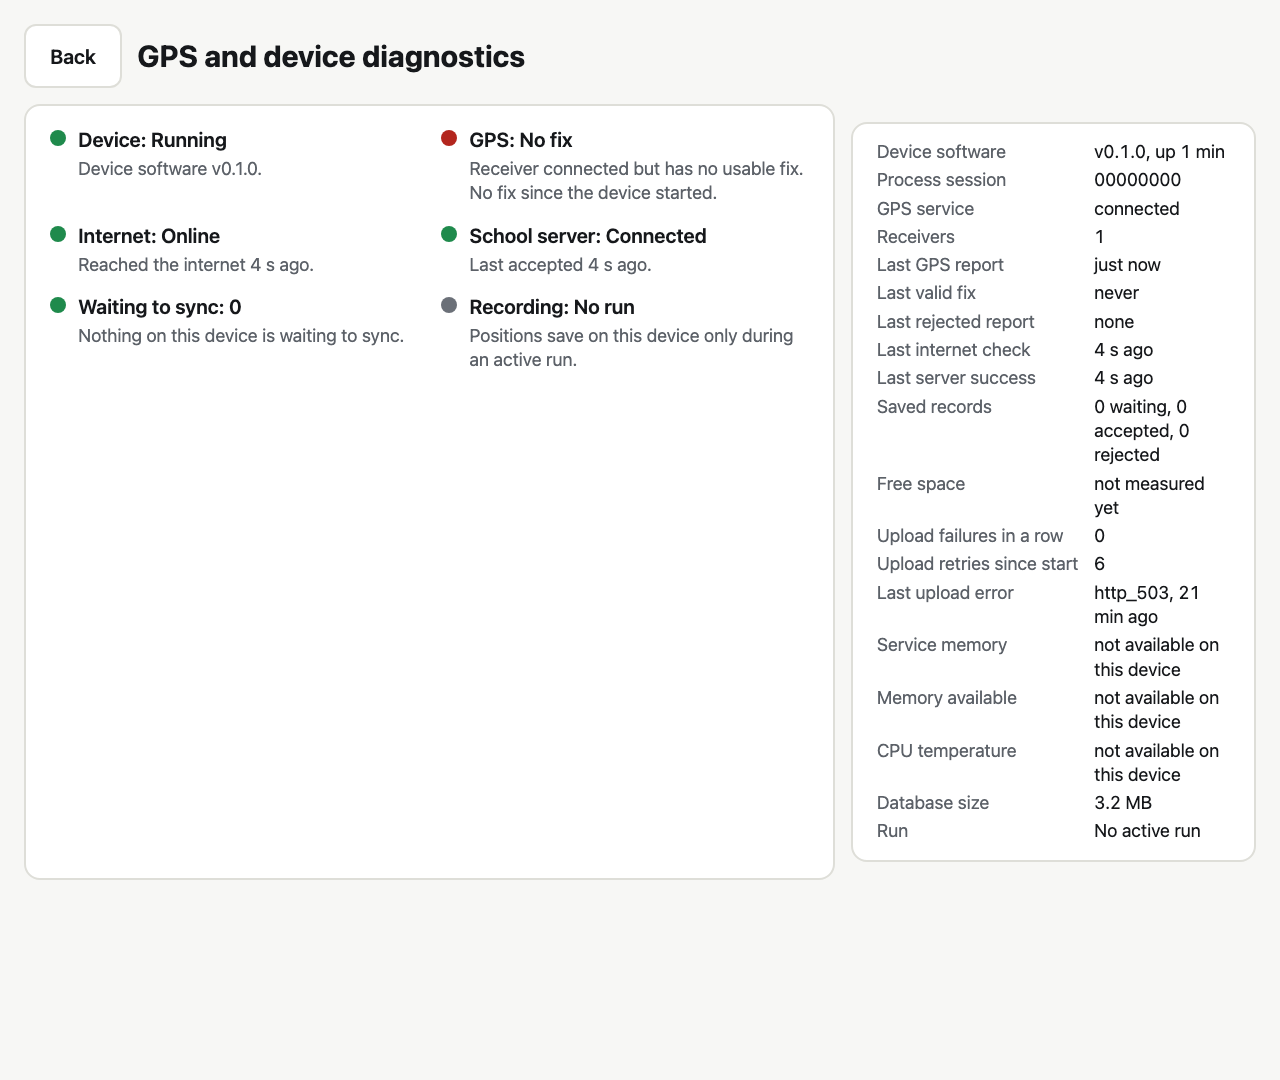 Back
GPS and device diagnostics
Device: Running
Device software v0.1.0.
GPS: No fix
Receiver connected but has no usable fix.
No fix since the device started.
Internet: Online
Reached the internet 4 s ago.
School server: Connected
Last accepted 4 s ago.
Waiting to sync: 0
Nothing on this device is waiting to sync.
Recording: No run
Positions save on this device only during
an active run.
Device software v0.1.0, up 1 min
Process session 00000000
GPS service connected
Receivers 1
Last GPS report just now
Last valid fix never
Last rejected report none
Last internet check 4 s ago
Last server success 4 s ago
Saved records 0 waiting, 0
accepted, 0
rejected
Free space not measured
yet
Upload failures in a row 0
Upload retries since start 6
Last upload error http_503, 21
min ago
Service memory not available on
this device
Memory available not available on
this device
CPU temperature not available on
this device
Database size 3.2 MB
Run No active run